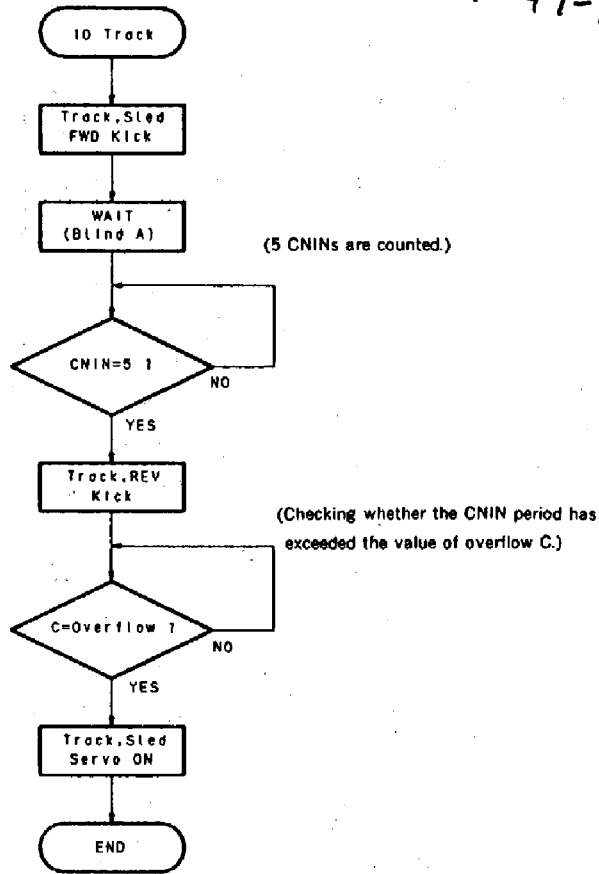 10 Track
Track,Sled
FWD Kick
WAIT
(Blind A)
(5 CNINs are counted.)
CNIN=5 ?
NO
YES
Track,REV
Kick
(Checking whether the CNIN period has
exceeded the value of overflow C.)
C=Overflow ?
NO
YES
Track,Sled
Servo ON
END